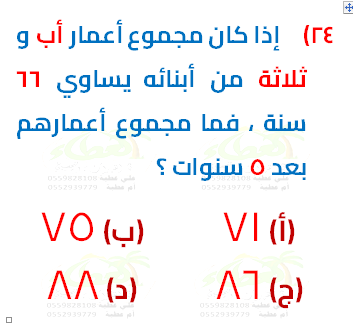 ٢٤) إذا كان مجموع أعمار أب و
ثلاثة من أبنائه يساوي ٦٦
سنة ، فما مجموع أعمارهم
بعد ٥ سنوات ؟
(أ) ٧١ (ب) ٧٥
(ج) ٨٦ (د) ٨٨